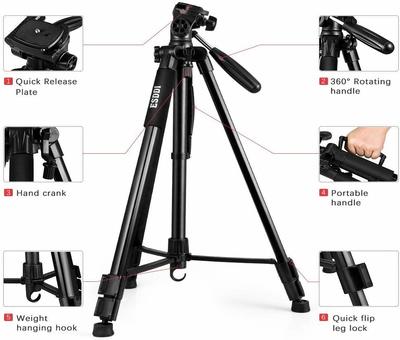 ESDDI
1 Quick Release
Plate
2 360° Rotating
handle
3 Hand crank
4 Portable
handle
5 Weight
hanging hook
6 Quick flip
leg lock